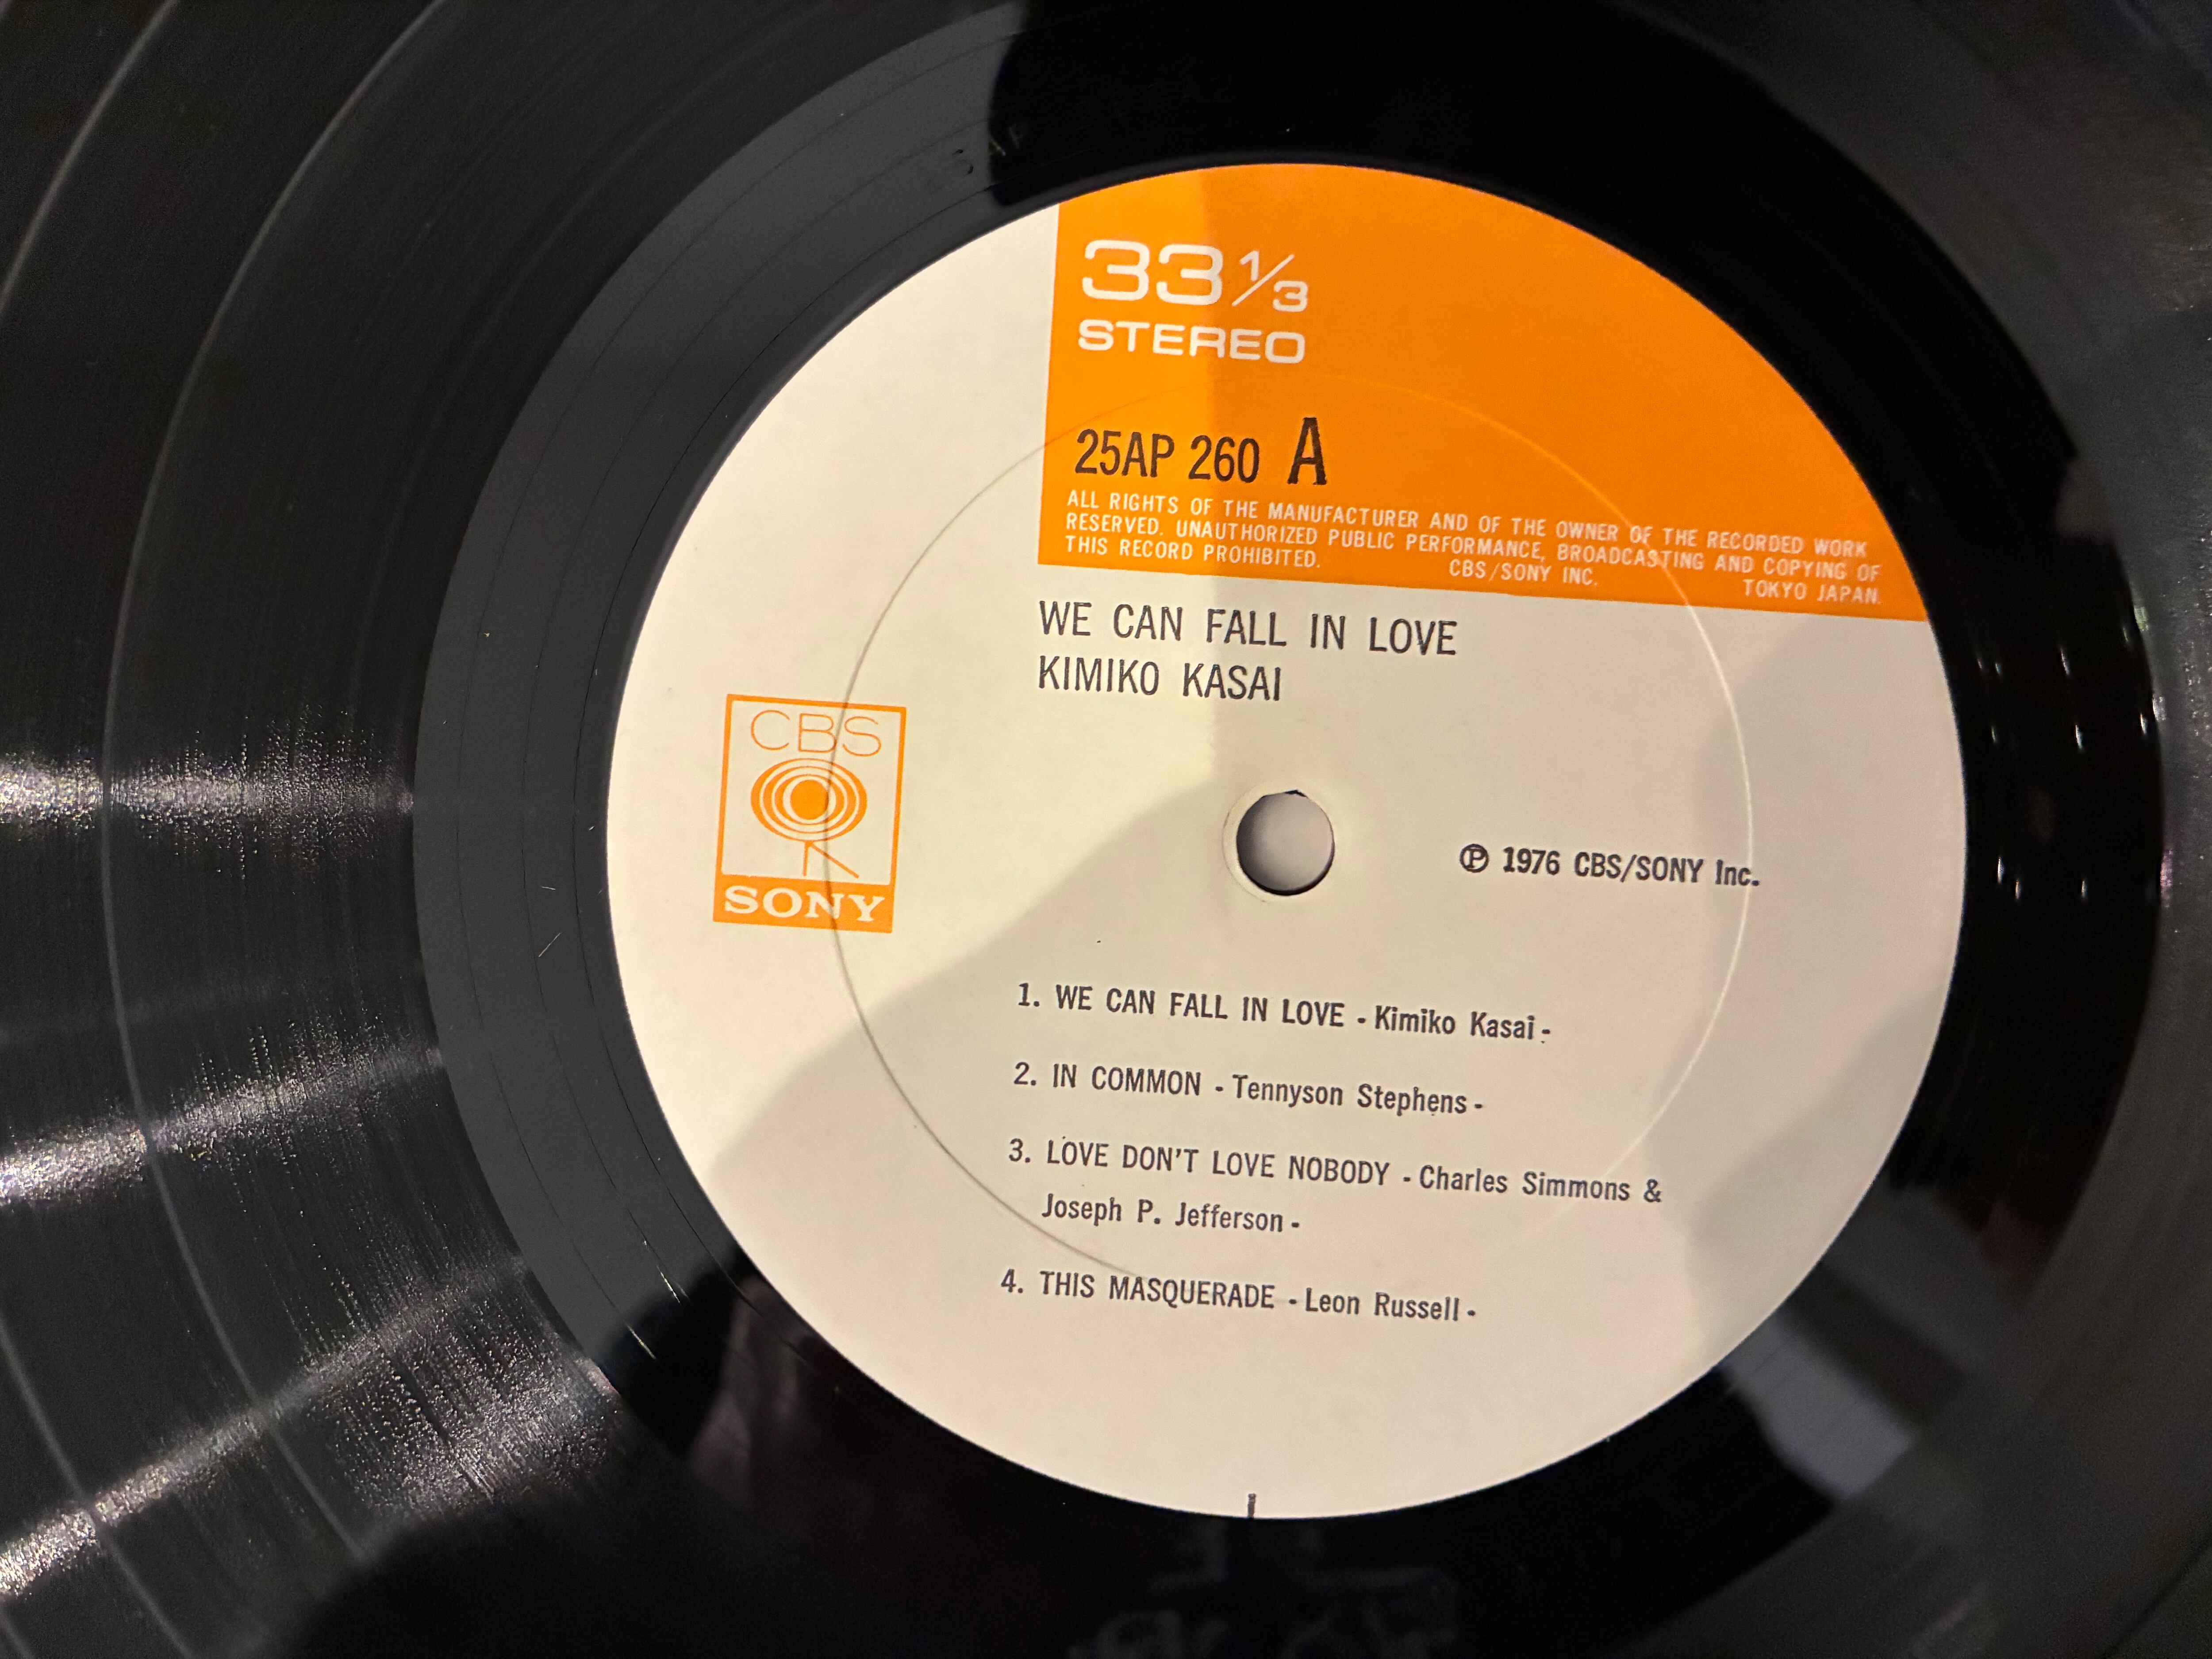 33 1/3
STEREO
25AP 260 A
ALL RIGHTS OF THE MANUFACTURER AND OF THE OWNER OF THE RECORDED WORK
RESERVED. UNAUTHORIZED PUBLIC PERFORMANCE, BROADCASTING AND COPYING OF
THIS RECORD PROHIBITED. CBS/SONY INC. TOKYO JAPAN.
WE CAN FALL IN LOVE
KIMIKO KASAI
CBS
SONY
℗ 1976 CBS/SONY Inc.
1. WE CAN FALL IN LOVE - Kimiko Kasai -
2. IN COMMON - Tennyson Stephens -
3. LOVE DON'T LOVE NOBODY - Charles Simmons &
Joseph P. Jefferson -
4. THIS MASQUERADE - Leon Russell -